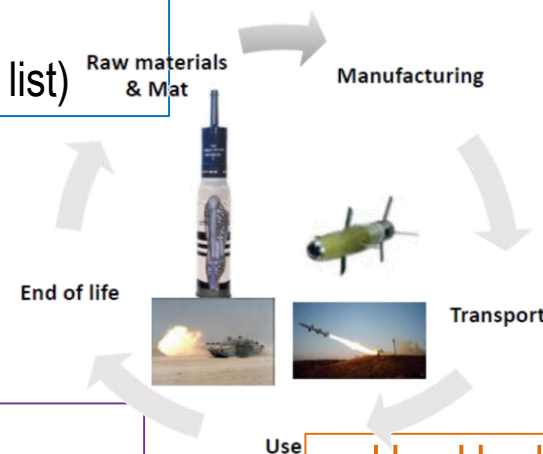 list)
Raw materials
& Mat
Manufacturing
End of life
Transport
Use